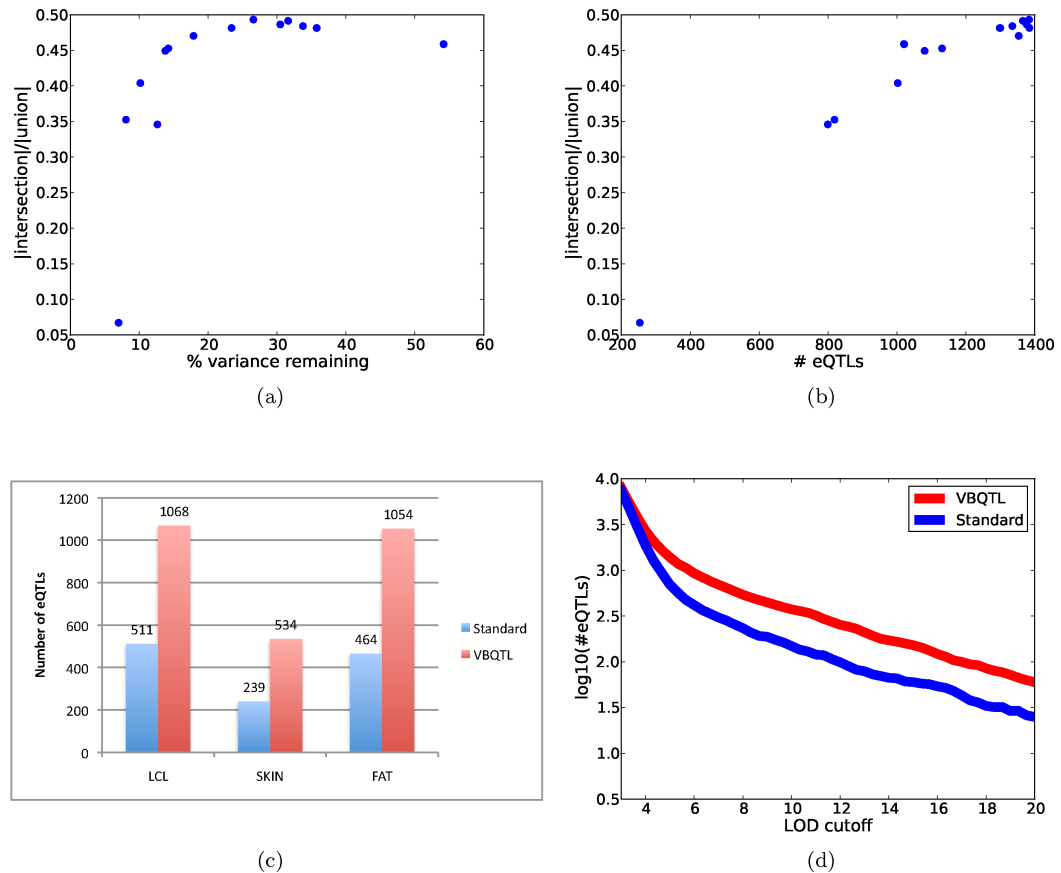 0.50
0.45
0.40
0.35
0.30
0.25
0.20
0.15
0.10
0.05
|intersection|/|union|
0 10 20 30 40 50 60
% variance remaining
(a)
0.50
0.45
0.40
0.35
0.30
0.25
0.20
0.15
0.10
0.05
|intersection|/|union|
200 400 600 800 1000 1200 1400
# eQTLs
(b)
1200
1000
800
600
400
200
0
Number of eQTLs
511
1068
239
534
464
1054
LCL SKIN FAT
Standard
VBQTL
(c)
4.0
3.5
3.0
2.5
2.0
1.5
1.0
0.5
log10(#eQTLs)
VBQTL
Standard
4 6 8 10 12 14 16 18 20
LOD cutoff
(d)